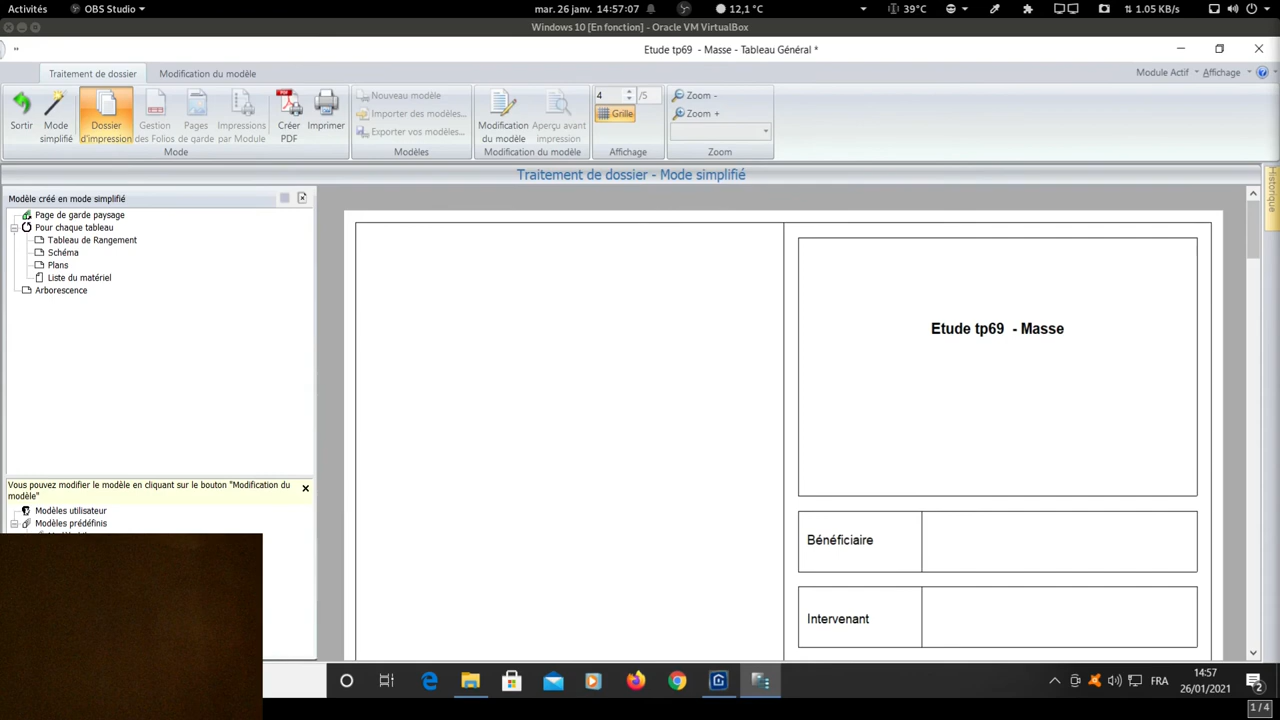 Activités OBS Studio mar. 26 janv. 14:57:07 12,1 °C 39°C 1.05 KB/s
Windows 10 [En fonction] - Oracle VM VirtualBox
Etude tp69 - Masse - Tableau Général *
Traitement de dossier Modification du modèle Module Actif Affichage
Sortir
Mode simplifié
Dossier d'impression
Gestion des Folios
Pages de garde
Impressions par Module
Créer PDF
Imprimer
Mode
Nouveau modèle
Importer des modèles...
Exporter vos modèles...
Modèles
Modification du modèle
Aperçu avant impression
Modification du modèle
4 /5
Grille
Affichage
Zoom -
Zoom +
Zoom
Traitement de dossier - Mode simplifié
Historique
Modèle créé en mode simplifié
Page de garde paysage
Pour chaque tableau
Tableau de Rangement
Schéma
Plans
Liste du matériel
Arborescence
Vous pouvez modifier le modèle en cliquant sur le bouton "Modification du
modèle"
Modèles utilisateur
Modèles prédéfinis
Etude tp69 - Masse
Bénéficiaire
Intervenant
FRA
14:57
26/01/2021
2
1 / 4